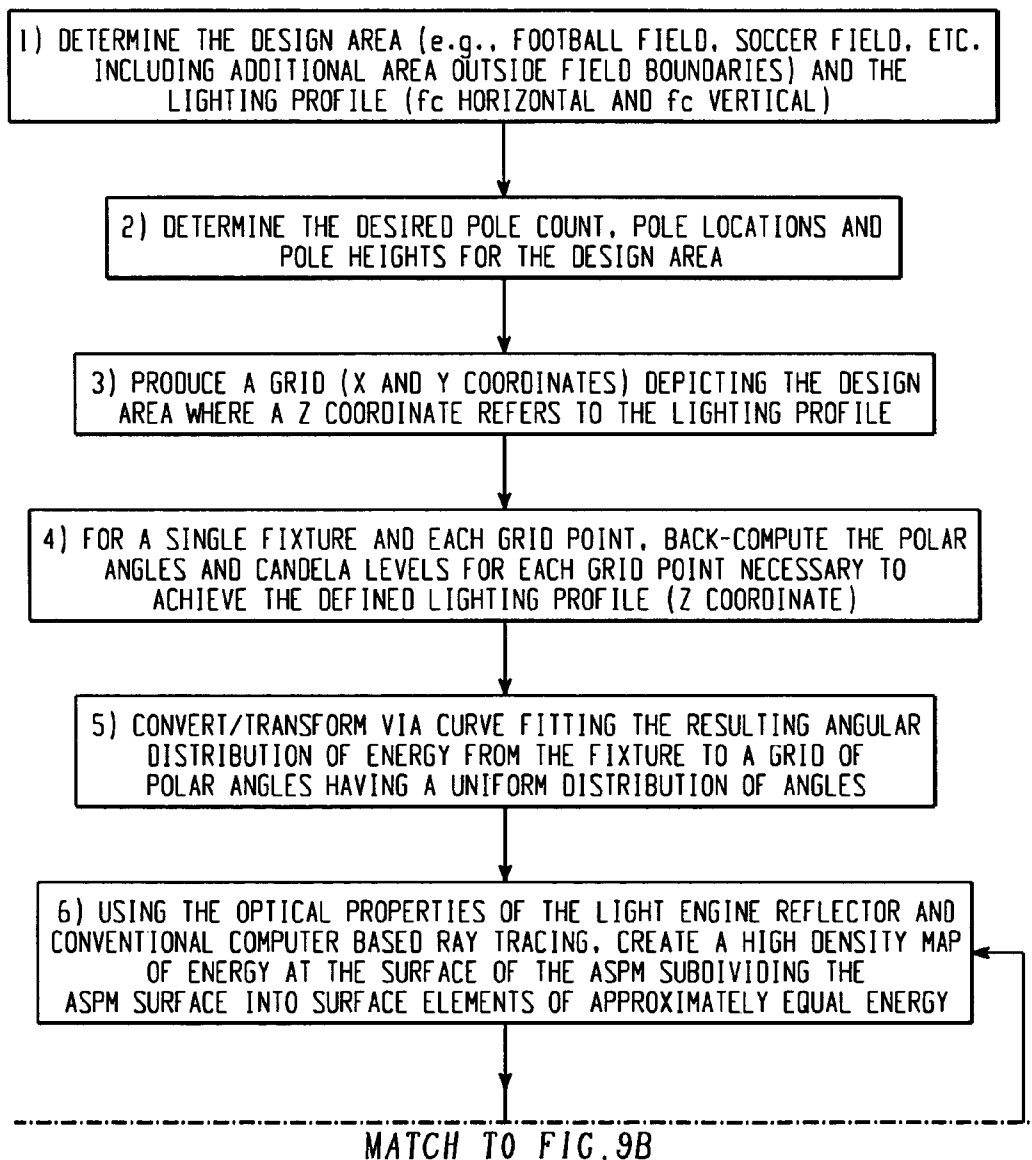 1) DETERMINE THE DESIGN AREA (e.g., FOOTBALL FIELD, SOCCER FIELD, ETC.
INCLUDING ADDITIONAL AREA OUTSIDE FIELD BOUNDARIES) AND THE
LIGHTING PROFILE (fc HORIZONTAL AND fc VERTICAL)
2) DETERMINE THE DESIRED POLE COUNT, POLE LOCATIONS AND
POLE HEIGHTS FOR THE DESIGN AREA
3) PRODUCE A GRID (X AND Y COORDINATES) DEPICTING THE DESIGN
AREA WHERE A Z COORDINATE REFERS TO THE LIGHTING PROFILE
4) FOR A SINGLE FIXTURE AND EACH GRID POINT, BACK-COMPUTE THE POLAR
ANGLES AND CANDELA LEVELS FOR EACH GRID POINT NECESSARY TO
ACHIEVE THE DEFINED LIGHTING PROFILE (Z COORDINATE)
5) CONVERT/TRANSFORM VIA CURVE FITTING THE RESULTING ANGULAR
DISTRIBUTION OF ENERGY FROM THE FIXTURE TO A GRID OF
POLAR ANGLES HAVING A UNIFORM DISTRIBUTION OF ANGLES
6) USING THE OPTICAL PROPERTIES OF THE LIGHT ENGINE REFLECTOR AND
CONVENTIONAL COMPUTER BASED RAY TRACING, CREATE A HIGH DENSITY MAP
OF ENERGY AT THE SURFACE OF THE ASPM SUBDIVIDING THE
ASPM SURFACE INTO SURFACE ELEMENTS OF APPROXIMATELY EQUAL ENERGY
MATCH TO FIG.9B